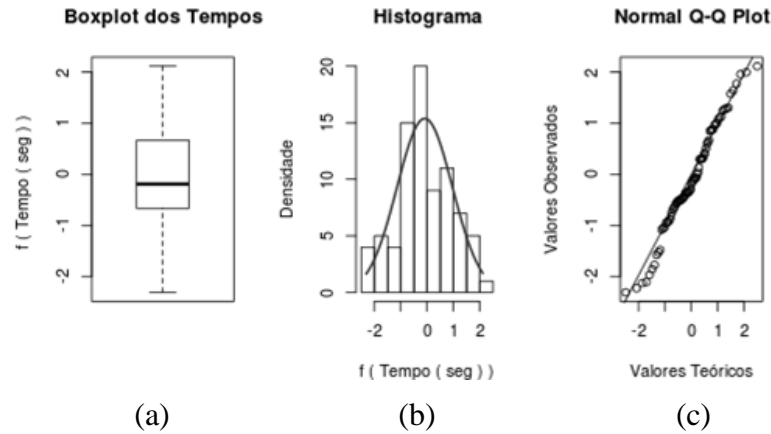 Boxplot dos Tempos
f ( Tempo ( seg ) )
2
1
0
-1
-2
(a)
Histograma
Densidade
20
15
10
5
0
-2 0 1 2
f ( Tempo ( seg ) )
(b)
Normal Q-Q Plot
Valores Observados
2
1
0
-1
-2
-2 -1 0 1 2
Valores Teóricos
(c)